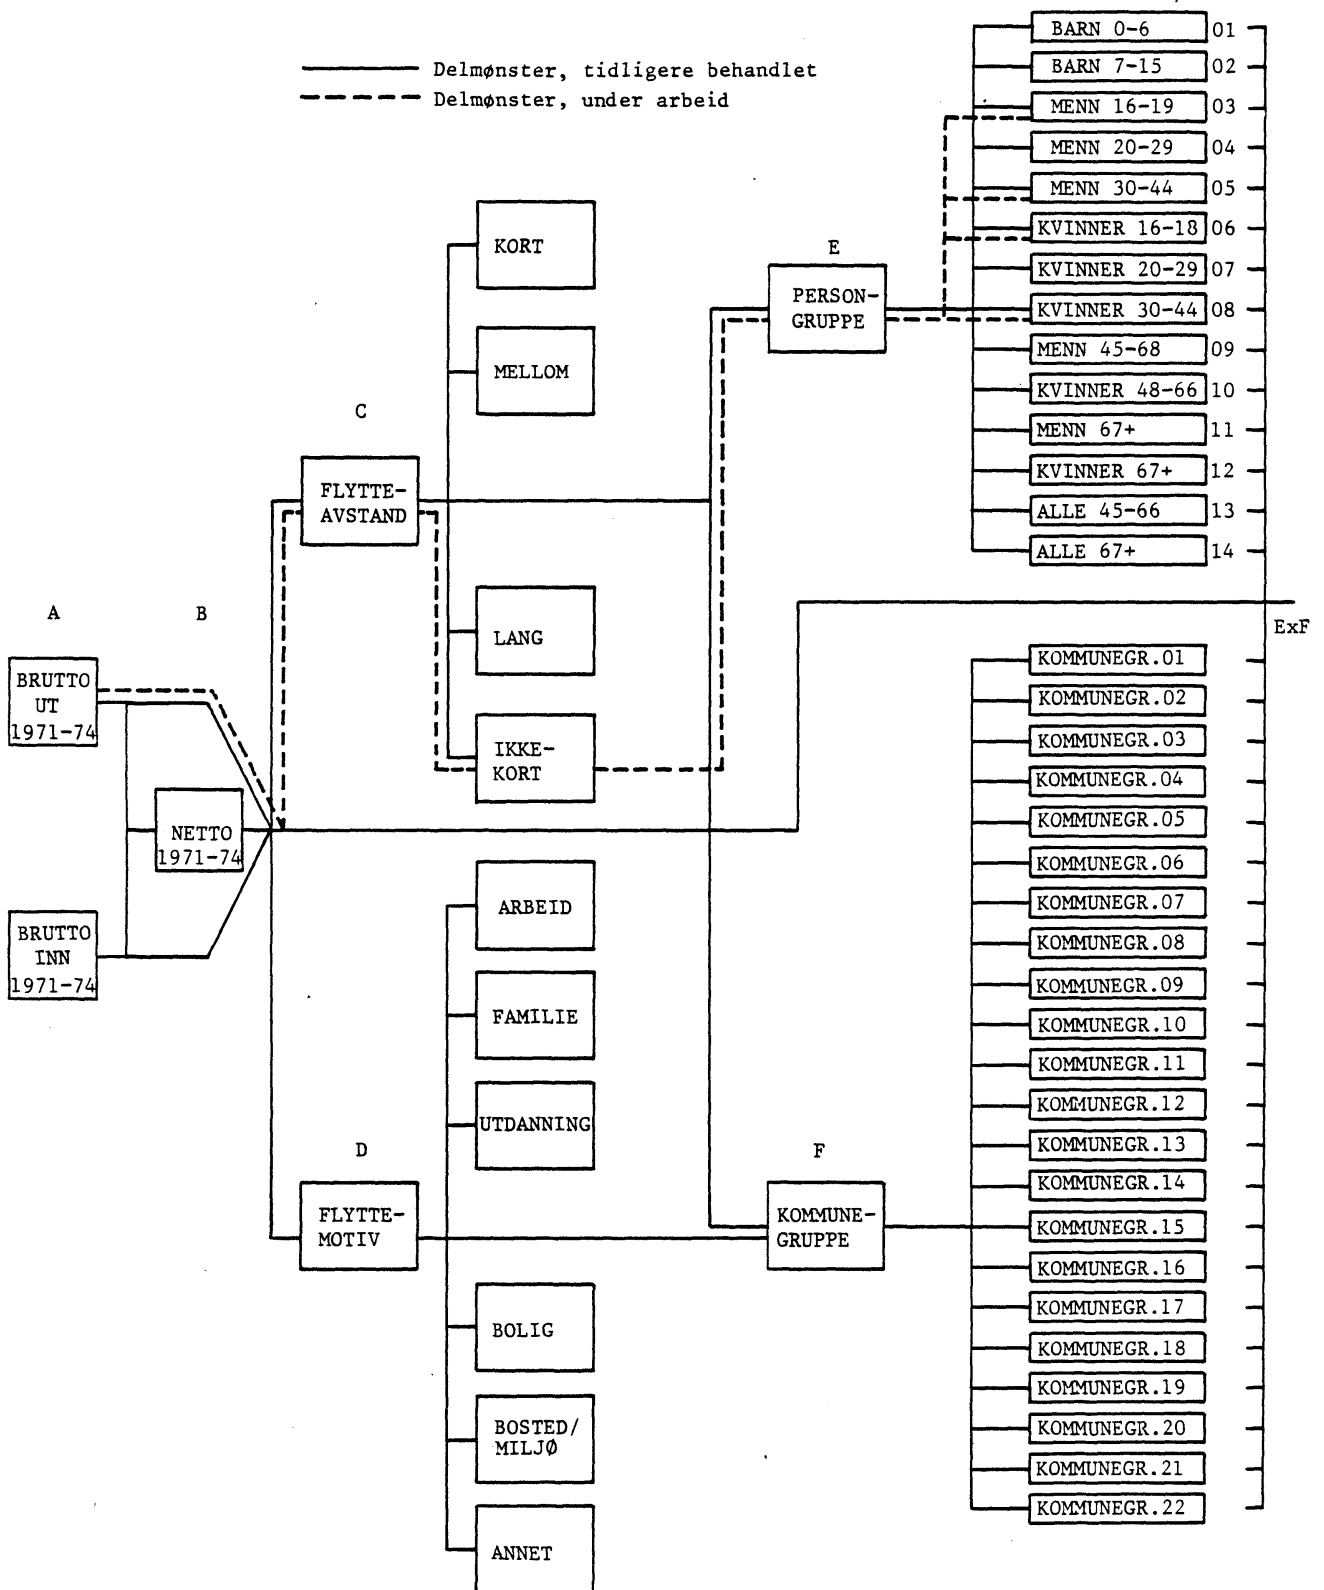 Delmønster, tidligere behandlet
Delmønster, under arbeid
A
B
BRUTTO
UT
1971-74
NETTO
1971-74
BRUTTO
INN
1971-74
C
FLYTTE-
AVSTAND
KORT
MELLOM
LANG
IKKE-
KORT
D
FLYTTE-
MOTIV
ARBEID
FAMILIE
UTDANNING
BOLIG
BOSTED/
MILJØ
ANNET
E
PERSON-
GRUPPE
BARN 0-6 01
BARN 7-15 02
MENN 16-19 03
MENN 20-29 04
MENN 30-44 05
KVINNER 16-18 06
KVINNER 20-29 07
KVINNER 30-44 08
MENN 45-68 09
KVINNER 48-66 10
MENN 67+ 11
KVINNER 67+ 12
ALLE 45-66 13
ALLE 67+ 14
ExF
F
KOMMUNE-
GRUPPE
KOMMUNEGR.01
KOMMUNEGR.02
KOMMUNEGR.03
KOMMUNEGR.04
KOMMUNEGR.05
KOMMUNEGR.06
KOMMUNEGR.07
KOMMUNEGR.08
KOMMUNEGR.09
KOMMUNEGR.10
KOMMUNEGR.11
KOMMUNEGR.12
KOMMUNEGR.13
KOMMUNEGR.14
KOMMUNEGR.15
KOMMUNEGR.16
KOMMUNEGR.17
KOMMUNEGR.18
KOMMUNEGR.19
KOMMUNEGR.20
KOMMUNEGR.21
KOMMUNEGR.22